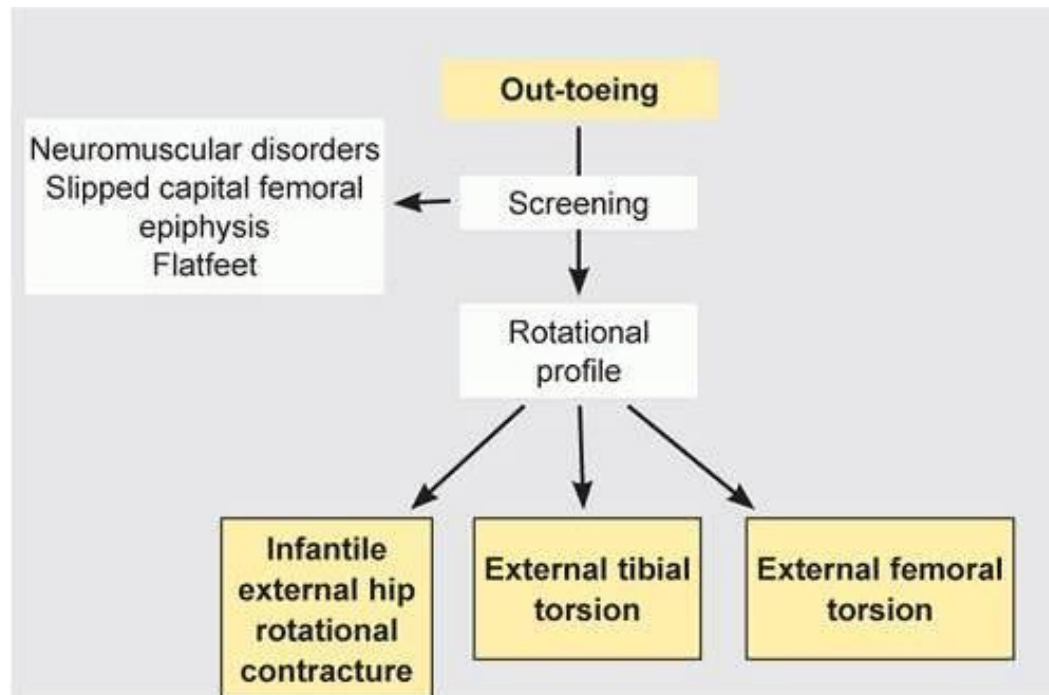 Out-toeing
Neuromuscular disorders
Slipped capital femoral
epiphysis
Flatfeet
Screening
Rotational
profile
Infantile
external hip
rotational
contracture
External tibial
torsion
External femoral
torsion